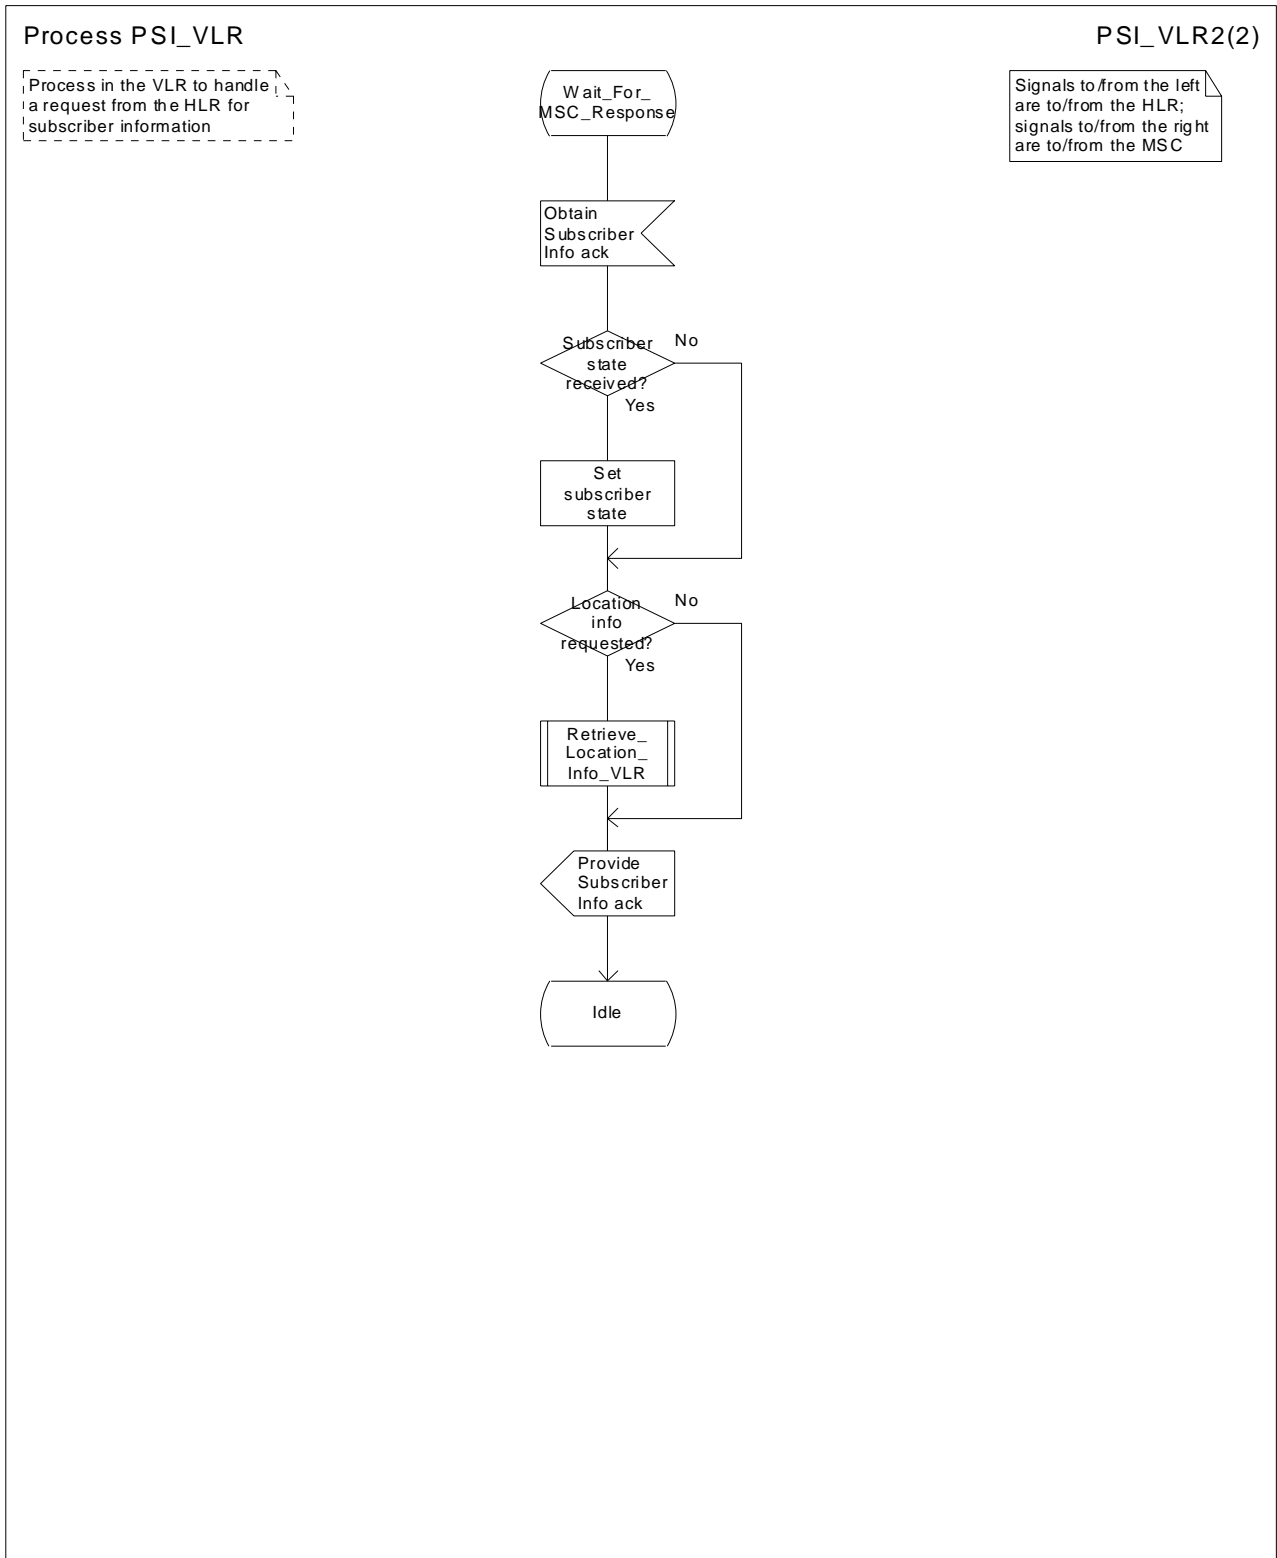 Process PSI_VLR
PSI_VLR2(2)
Process in the VLR to handle
a request from the HLR for
subscriber information
Signals to/from the left
are to/from the HLR;
signals to/from the right
are to/from the MSC
Wait_For_
MSC_Response
Obtain
Subscriber
Info ack
Subscriber
state
received?
No
Yes
Set
subscriber
state
Location
info
requested?
No
Yes
Retrieve_
Location_
Info_VLR
Provide
Subscriber
Info ack
Idle